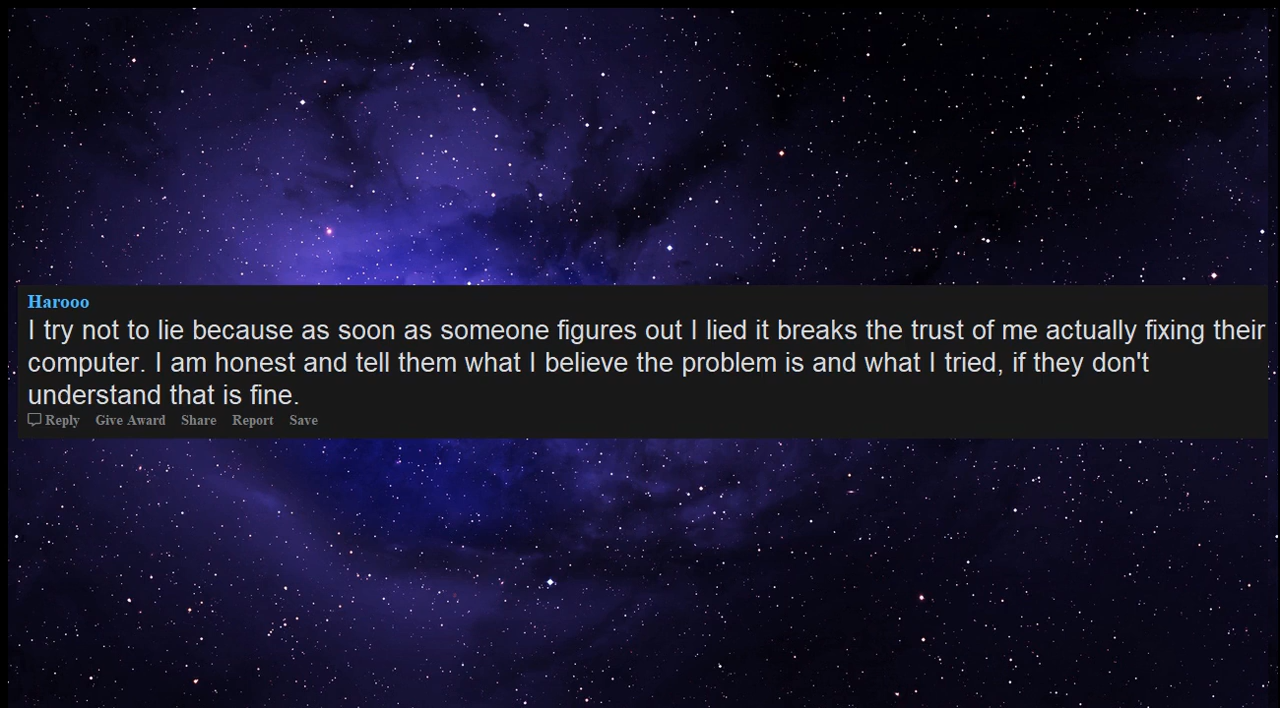 Harooo
I try not to lie because as soon as someone figures out I lied it breaks the trust of me actually fixing their
computer. I am honest and tell them what I believe the problem is and what I tried, if they don't
understand that is fine.
Reply Give Award Share Report Save